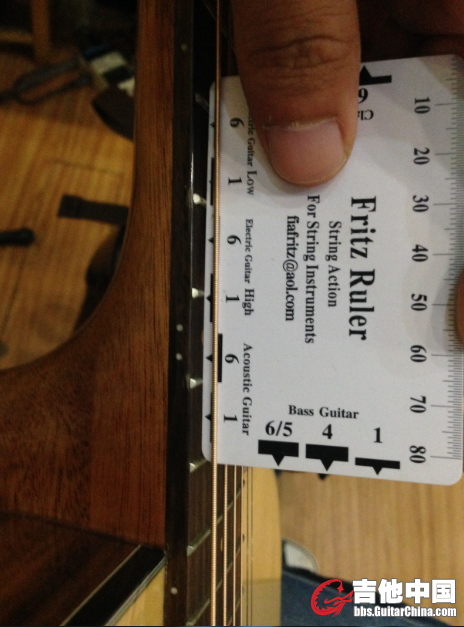 Fritz Ruler
String Action
For String Instruments
fiafritz@aol.com
Guitar Low
6
1
Electric Guitar High
6
1
Acoustic Guitar
6
1
Bass Guitar
6/5
4
1
10
20
30
40
50
60
70
80
吉他中国
bbs.GuitarChina.com